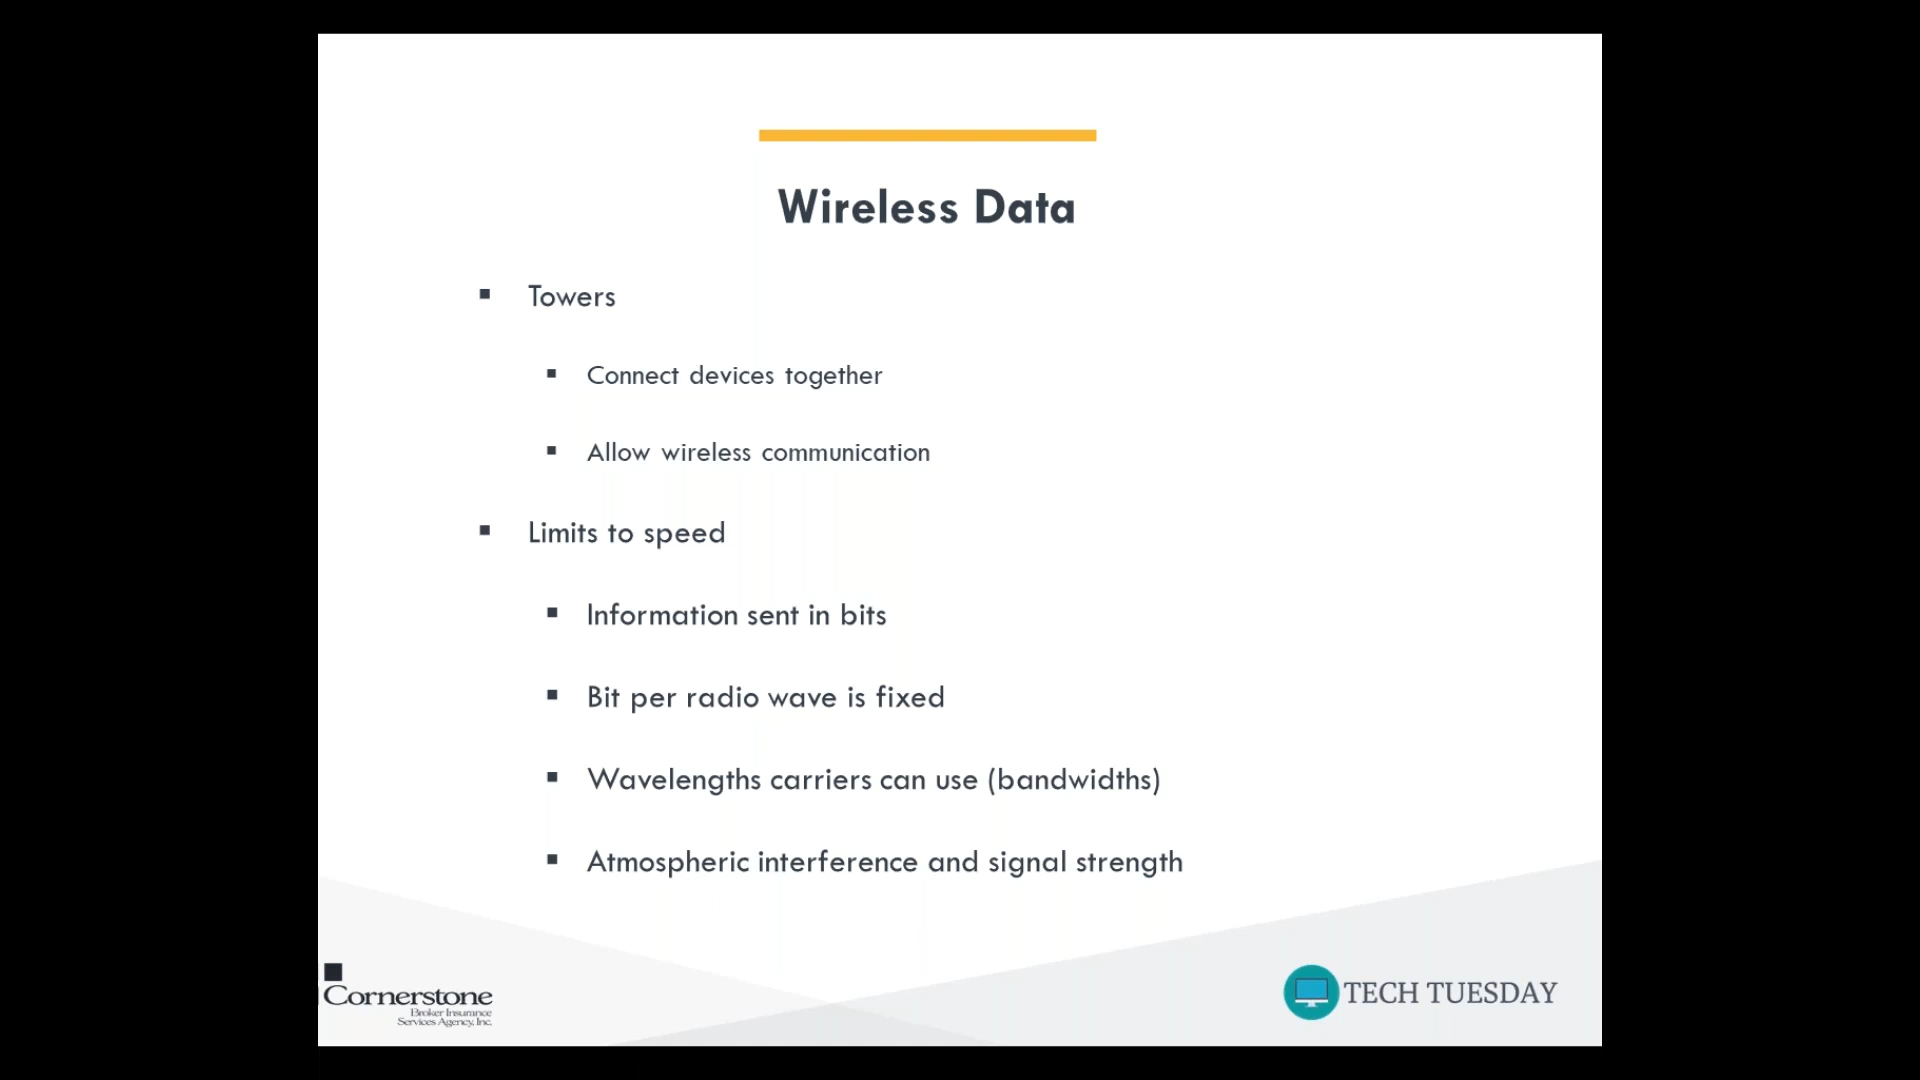 Wireless Data
Towers
Connect devices together
Allow wireless communication
Limits to speed
Information sent in bits
Bit per radio wave is fixed
Wavelengths carriers can use (bandwidths)
Atmospheric interference and signal strength
Cornerstone
Broker Insurance
Services Agency, Inc.
TECH TUESDAY